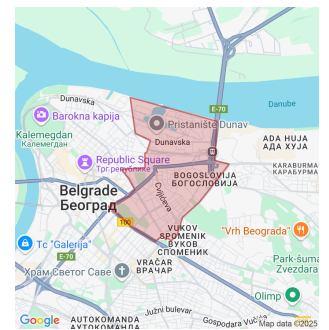 Dunavska
E-70
Danube
Barokna kapija
Pristanište Dunav
Kalemegdan
Калемегдан
Dunavska
ADA HUJA
АДА ХУЈА
Republic Square
Трг републике
BOGOSLOVIJA
БОГОСЛОВИЈА
KARABURMA
КАРАБУРМА
Belgrade
Београд
Cvijićeva
100
VUKOV
SPOMENIK
ВУКОВ
СПОМЕНИК
"Vrh Beograda"
Tc "Galerija"
E-70
VRAČAR
ВРАЧАР
Храм Светог Саве
Park-šuma
Zvezdara
Olimp
Južni bulevar
Gospodara Vučića
AUTOKOMANDA
АУТОКОМАНДА
Google
Map data ©2025